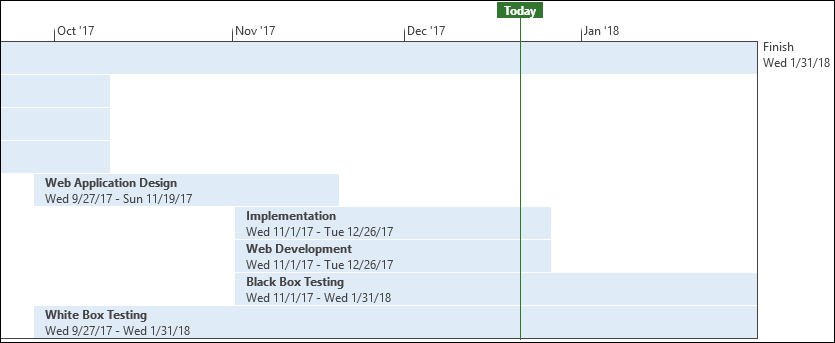 Today
Oct '17
Nov '17
Dec '17
Jan '18
Finish
Wed 1/31/18
Web Application Design
Wed 9/27/17 - Sun 11/19/17
Implementation
Wed 11/1/17 - Tue 12/26/17
Web Development
Wed 11/1/17 - Tue 12/26/17
Black Box Testing
Wed 11/1/17 - Wed 1/31/18
White Box Testing
Wed 9/27/17 - Wed 1/31/18